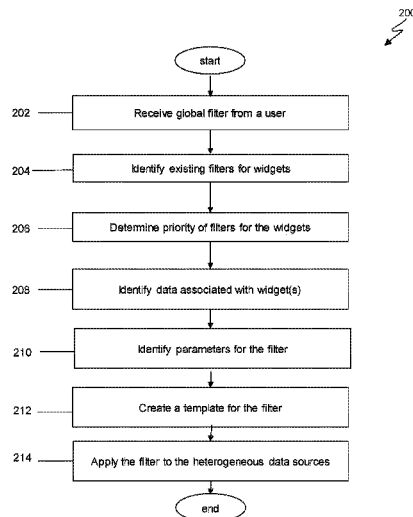 200
start
202 Receive global filter from a user
204 Identify existing filters for widgets
206 Determine priority of filters for the widgets
208 Identify data associated with widget(s)
210 Identify parameters for the filter
212 Create a template for the filter
214 Apply the filter to the heterogeneous data sources
end